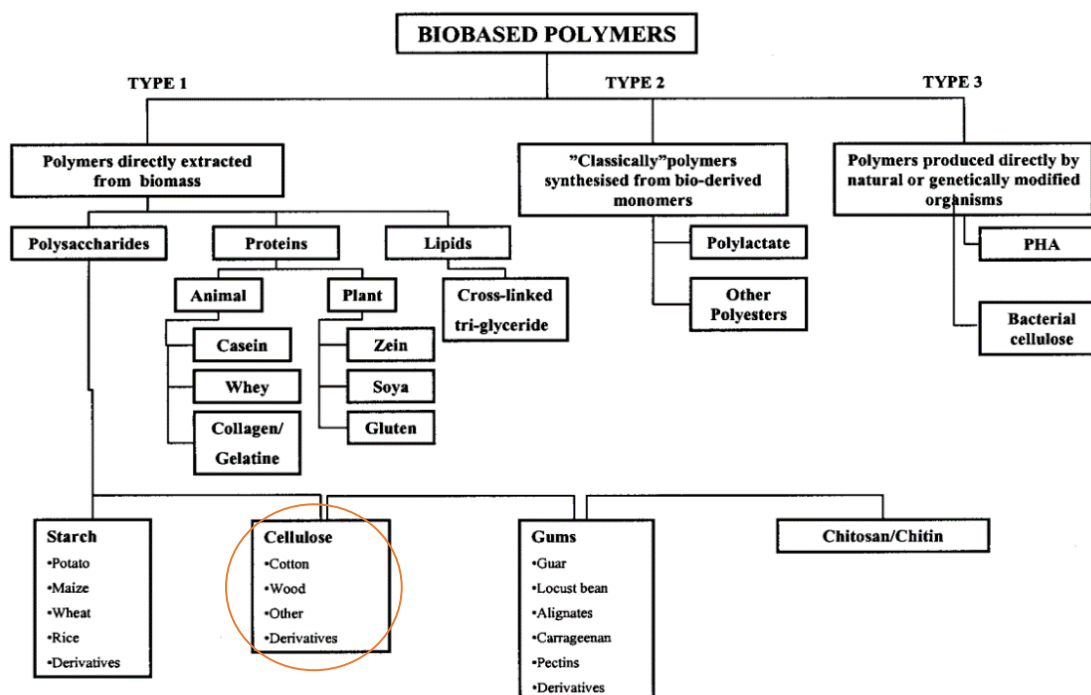 BIOBASED POLYMERS
TYPE 1
TYPE 2
TYPE 3
Polymers directly extracted
from biomass
”Classically”polymers
synthesised from bio-derived
monomers
Polymers produced directly by
natural or genetically modified
organisms
Polysaccharides
Proteins
Lipids
Polylactate
PHA
Animal
Plant
Cross-linked
tri-glyceride
Other
Polyesters
Bacterial
cellulose
Casein
Zein
Whey
Soya
Collagen/
Gelatine
Gluten
Starch
•Potato
•Maize
•Wheat
•Rice
•Derivatives
Cellulose
•Cotton
•Wood
•Other
•Derivatives
Gums
•Guar
•Locust bean
•Alignates
•Carrageenan
•Pectins
•Derivatives
Chitosan/Chitin